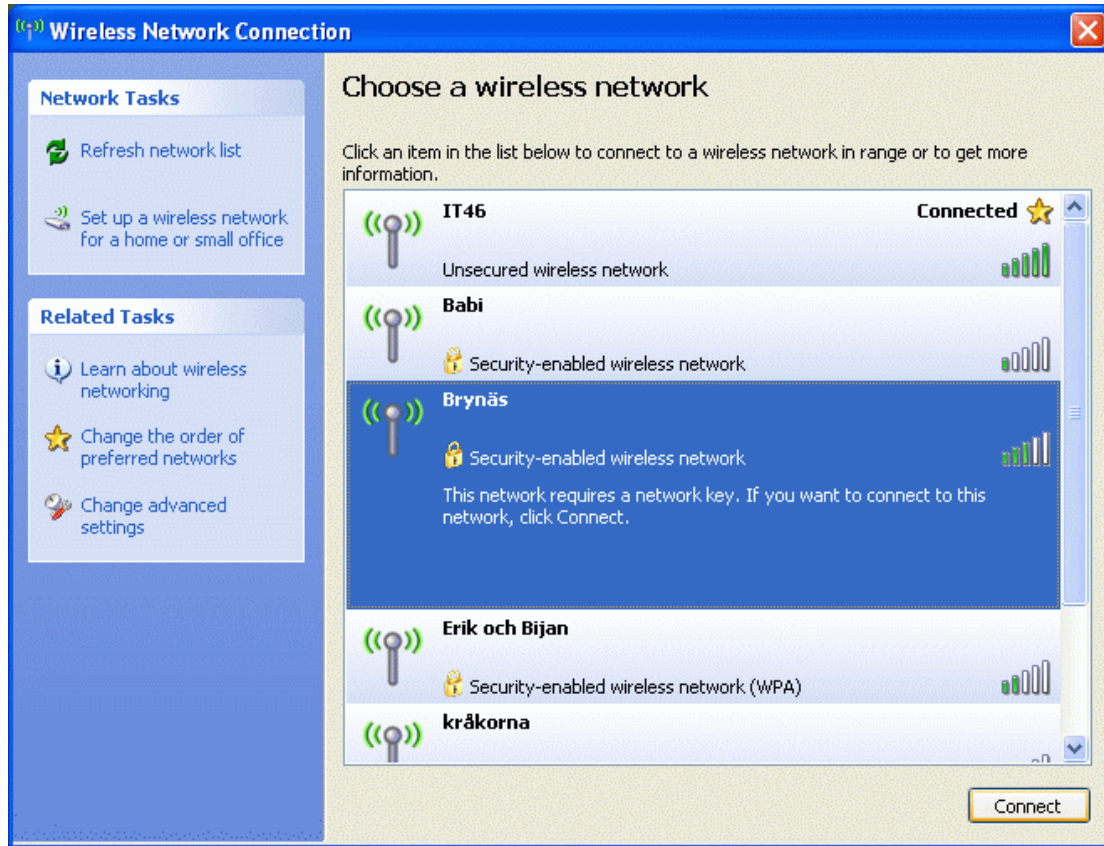 Wireless Network Connection
Network Tasks
Refresh network list
Set up a wireless network
for a home or small office
Related Tasks
Learn about wireless
networking
Change the order of
preferred networks
Change advanced
settings
Choose a wireless network
Click an item in the list below to connect to a wireless network in range or to get more
information.
IT46
Connected
Unsecured wireless network
Babi
Security-enabled wireless network
Brynäs
Security-enabled wireless network
This network requires a network key. If you want to connect to this
network, click Connect.
Erik och Bijan
Security-enabled wireless network (WPA)
kråkorna
Connect